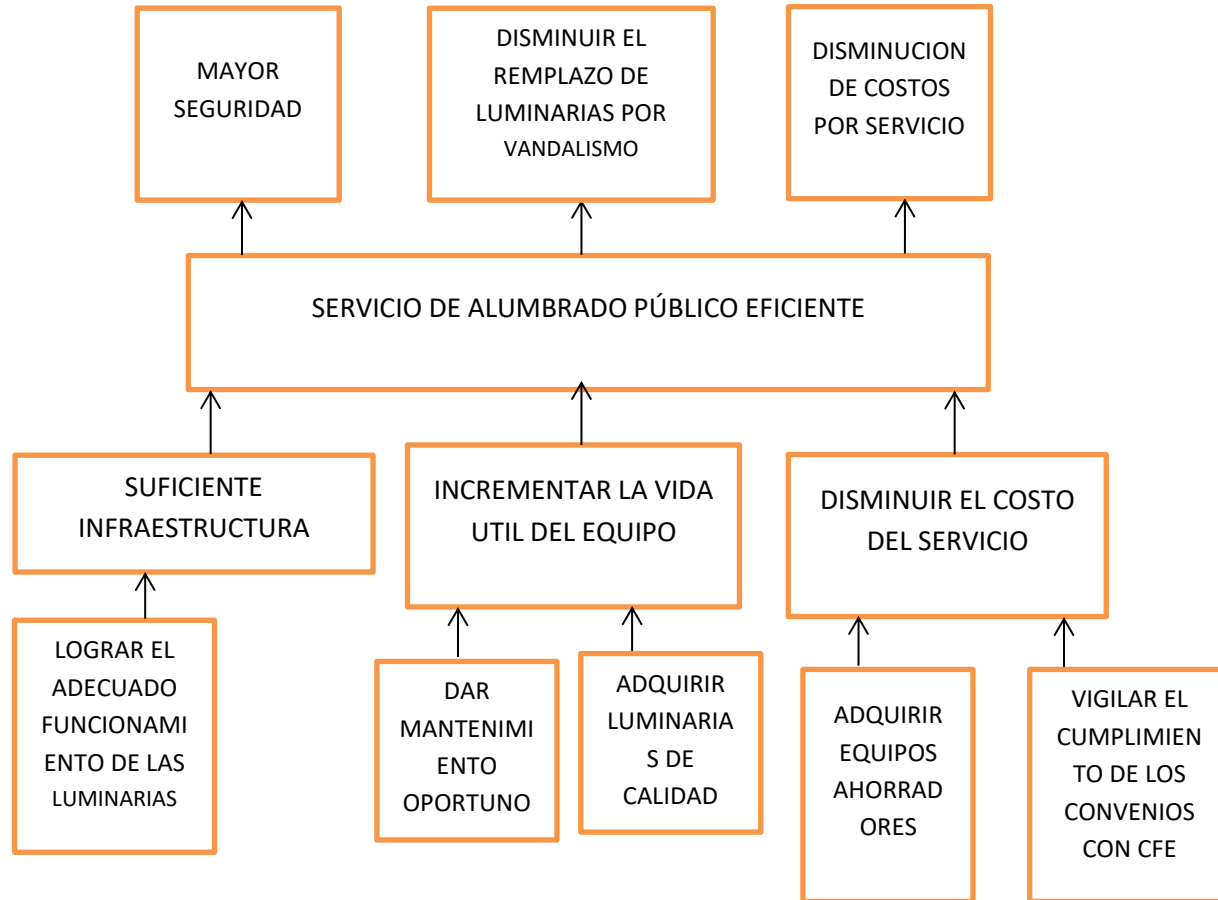 MAYOR
SEGURIDAD
DISMINUIR EL
REMPLAZO DE
LUMINARIAS POR
VANDALISMO
DISMINUCION
DE COSTOS
POR SERVICIO
SERVICIO DE ALUMBRADO PÚBLICO EFICIENTE
SUFICIENTE
INFRAESTRUCTURA
INCREMENTAR LA VIDA
UTIL DEL EQUIPO
DISMINUIR EL COSTO
DEL SERVICIO
LOGRAR EL
ADECUADO
FUNCIONAMI
ENTO DE LAS
LUMINARIAS
DAR
MANTENIMI
ENTO
OPORTUNO
ADQUIRIR
LUMINARIA
S DE
CALIDAD
ADQUIRIR
EQUIPOS
AHORRAD
ORES
VIGILAR EL
CUMPLIMIEN
TO DE LOS
CONVENIOS
CON CFE